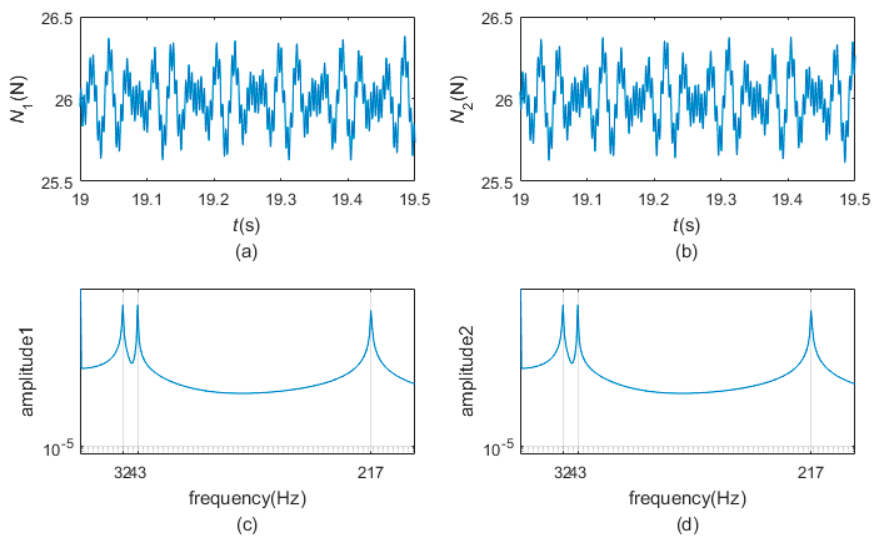 26.5
26
25.5
N1(N)
19 19.1 19.2 19.3 19.4 19.5
t(s)
(a)
26.5
26
25.5
N2(N)
19 19.1 19.2 19.3 19.4 19.5
t(s)
(b)
amplitude1
10-5
3243 217
frequency(Hz)
(c)
amplitude2
10-5
3243 217
frequency(Hz)
(d)